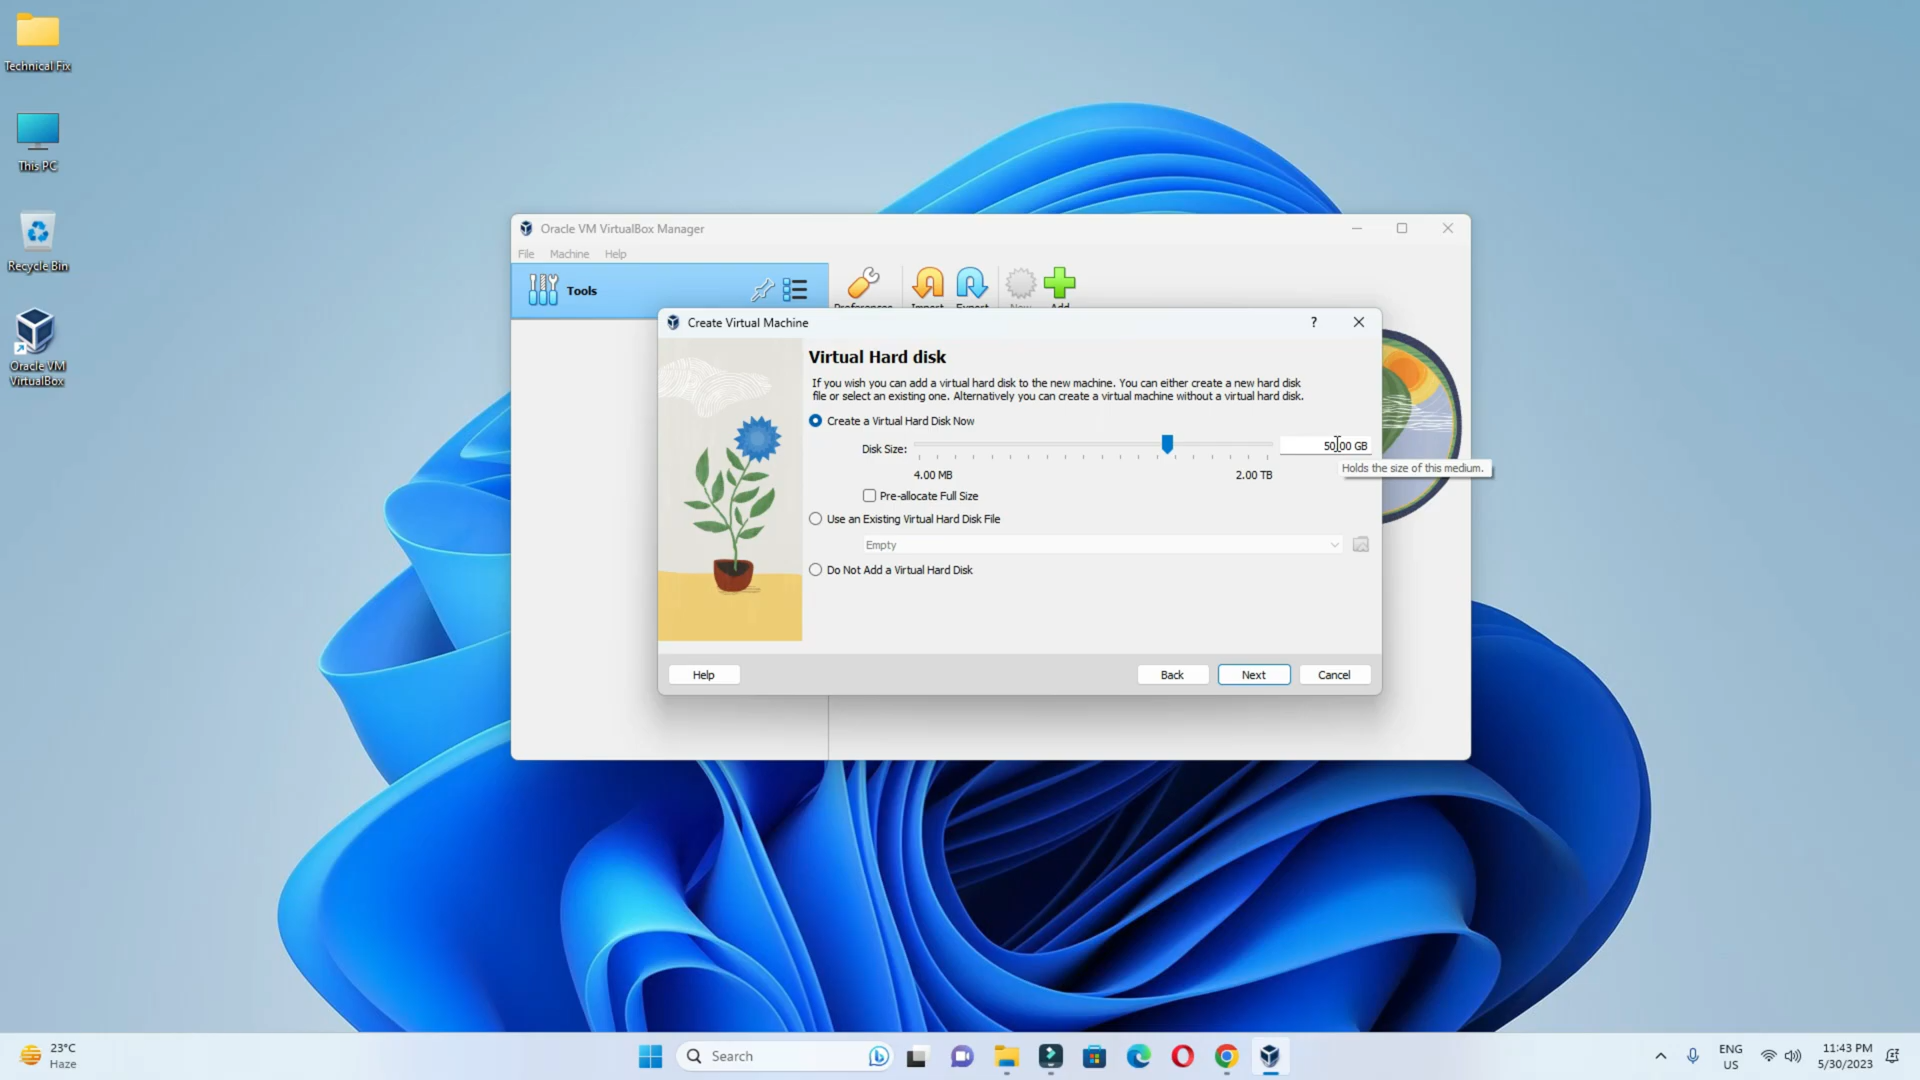 Technical Fix
This PC
Recycle Bin
Oracle VM
VirtualBox
Oracle VM VirtualBox Manager
File Machine Help
Tools
Preferences Import Export New Add
Create Virtual Machine
?
Virtual Hard disk
If you wish you can add a virtual hard disk to the new machine. You can either create a new hard disk
file or select an existing one. Alternatively you can create a virtual machine without a virtual hard disk.
Create a Virtual Hard Disk Now
Disk Size:
50.00 GB
Holds the size of this medium.
4.00 MB
2.00 TB
Pre-allocate Full Size
Use an Existing Virtual Hard Disk File
Empty
Do Not Add a Virtual Hard Disk
Help
Back
Next
Cancel
23°C
Haze
Search
ENG
US
11:43 PM
5/30/2023